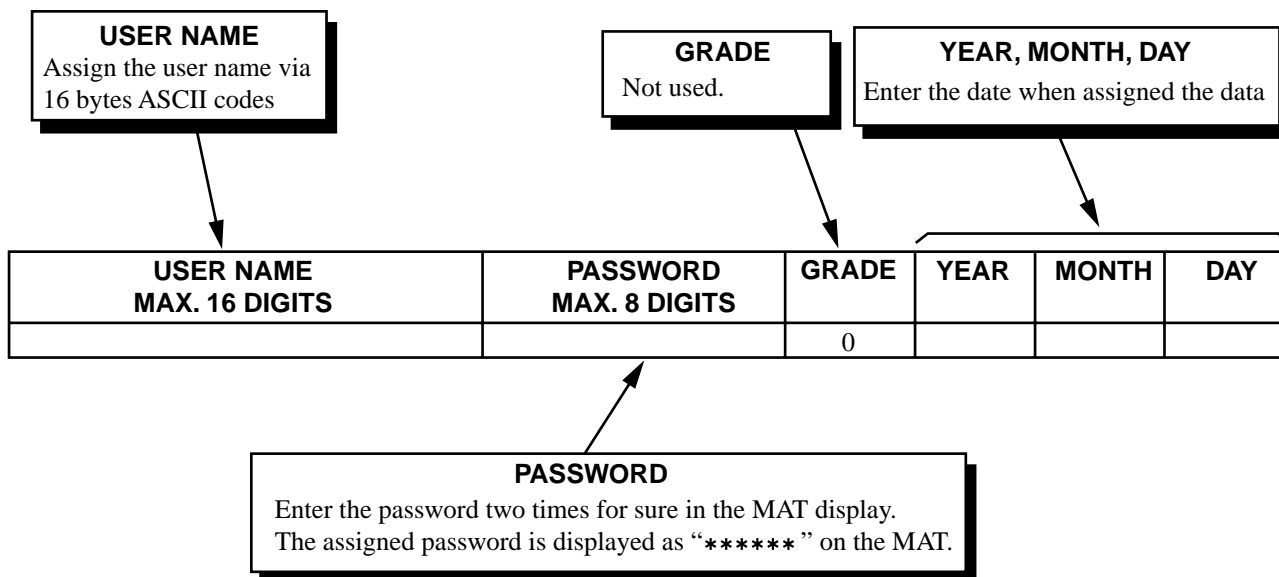 USER NAME
Assign the user name via
16 bytes ASCII codes
GRADE
Not used.
YEAR, MONTH, DAY
Enter the date when assigned the data
USER NAME
MAX. 16 DIGITS
PASSWORD
MAX. 8 DIGITS
GRADE
YEAR
MONTH
DAY
0
PASSWORD
Enter the password two times for sure in the MAT display.
The assigned password is displayed as “******” on the MAT.